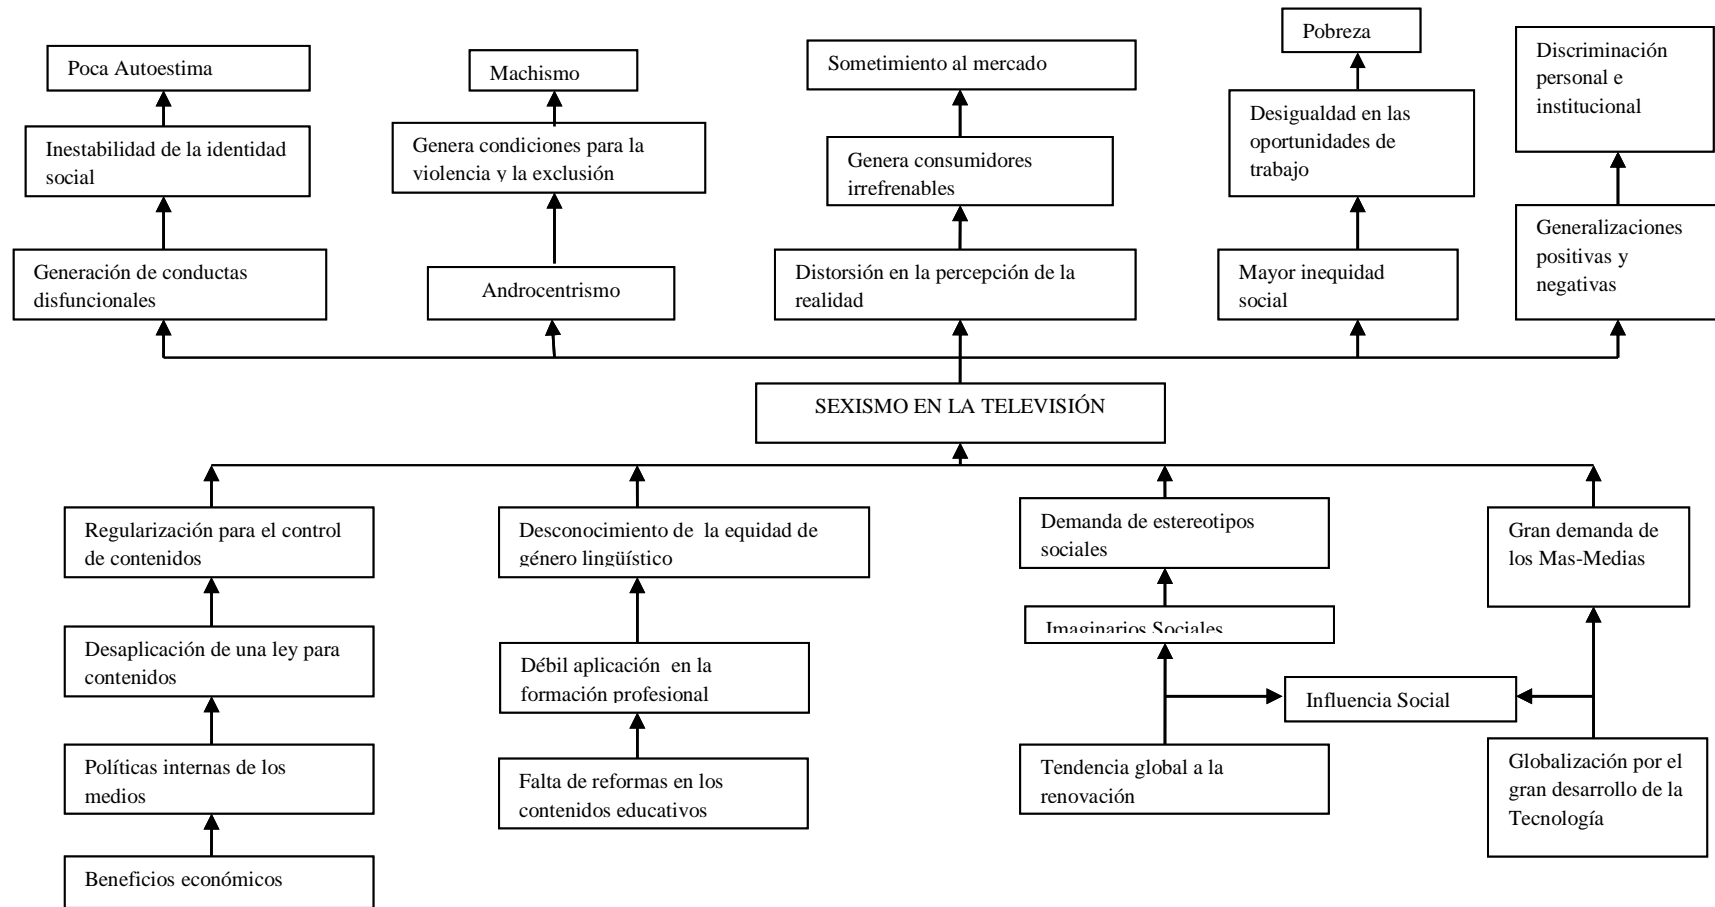 Pobreza
Poca Autoestima
Machismo
Sometimiento al mercado
Discriminación
personal e
institucional
Inestabilidad de la identidad
social
Genera condiciones para la
violencia y la exclusión
Genera consumidores
irrefrenables
Desigualdad en las
oportunidades de
trabajo
Generación de conductas
disfuncionales
Androcentrismo
Distorsión en la percepción de la
realidad
Mayor inequidad
social
Generalizaciones
positivas y
negativas
SEXISMO EN LA TELEVISIÓN
Regularización para el control
de contenidos
Desconocimiento de  la equidad de
género lingüístico
Demanda de estereotipos
sociales
Gran demanda de
los Mas-Medias
Desaplicación de una ley para
contenidos
Débil aplicación  en la
formación profesional
Imaginarios Sociales
Influencia Social
Políticas internas de los
medios
Falta de reformas en los
contenidos educativos
Tendencia global a la
renovación
Globalización por el
gran desarrollo de la
Tecnología
Beneficios económicos